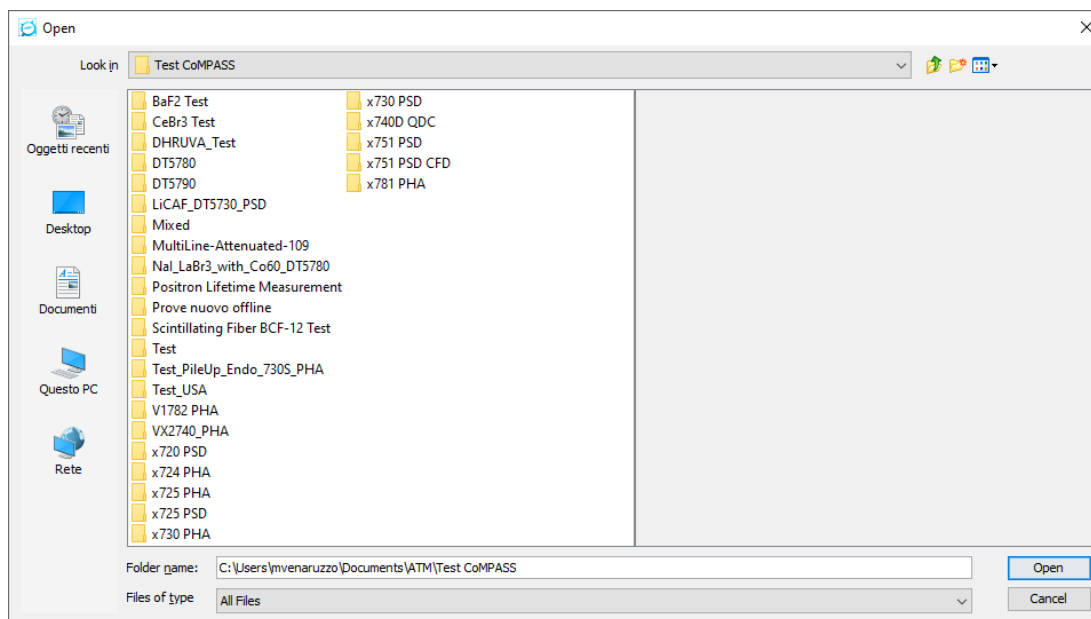 Open
Look in
Test CoMPASS
Oggetti recenti
Desktop
Documenti
Questo PC
Rete
BaF2 Test
CeBr3 Test
DHRUVA_Test
DT5780
DT5790
LiCAF_DT5730_PSD
Mixed
MultiLine-Attenuated-109
NaI_LaBr3_with_Co60_DT5780
Positron Lifetime Measurement
Prove nuovo offline
Scintillating Fiber BCF-12 Test
Test
Test_PileUp_Endo_730S_PHA
Test_USA
V1782 PHA
VX2740_PHA
x720 PSD
x724 PHA
x725 PHA
x725 PSD
x730 PHA
x730 PSD
x740D QDC
x751 PSD
x751 PSD CFD
x781 PHA
Folder name:
C:\Users\mvenaruzzo\Documents\ATM\Test CoMPASS
Open
Files of type
All Files
Cancel